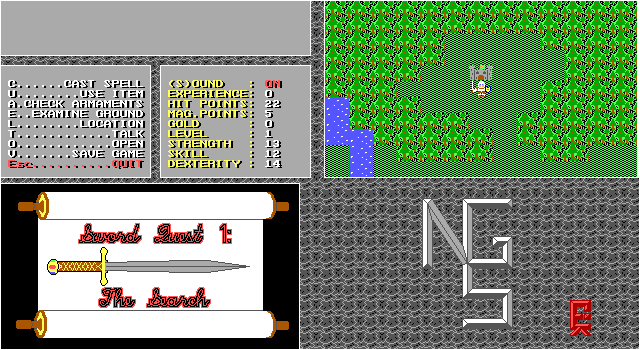 C.......CAST SPELL
U........USE ITEM
A.CHECK ARMAMENTS
E..EXAMINE GROUND
L........LOCATION
T............TALK
O............OPEN
V.......SAVE GAME
Esc..........QUIT
(S)OUND : ON
EXPERIENCE: 0
HIT POINTS: 22
MAG.POINTS: 5
GOLD : 0
LEVEL : 1
STRENGTH : 13
SKILL : 12
DEXTERITY : 14
Sword Quest 1:
The Search
NGS